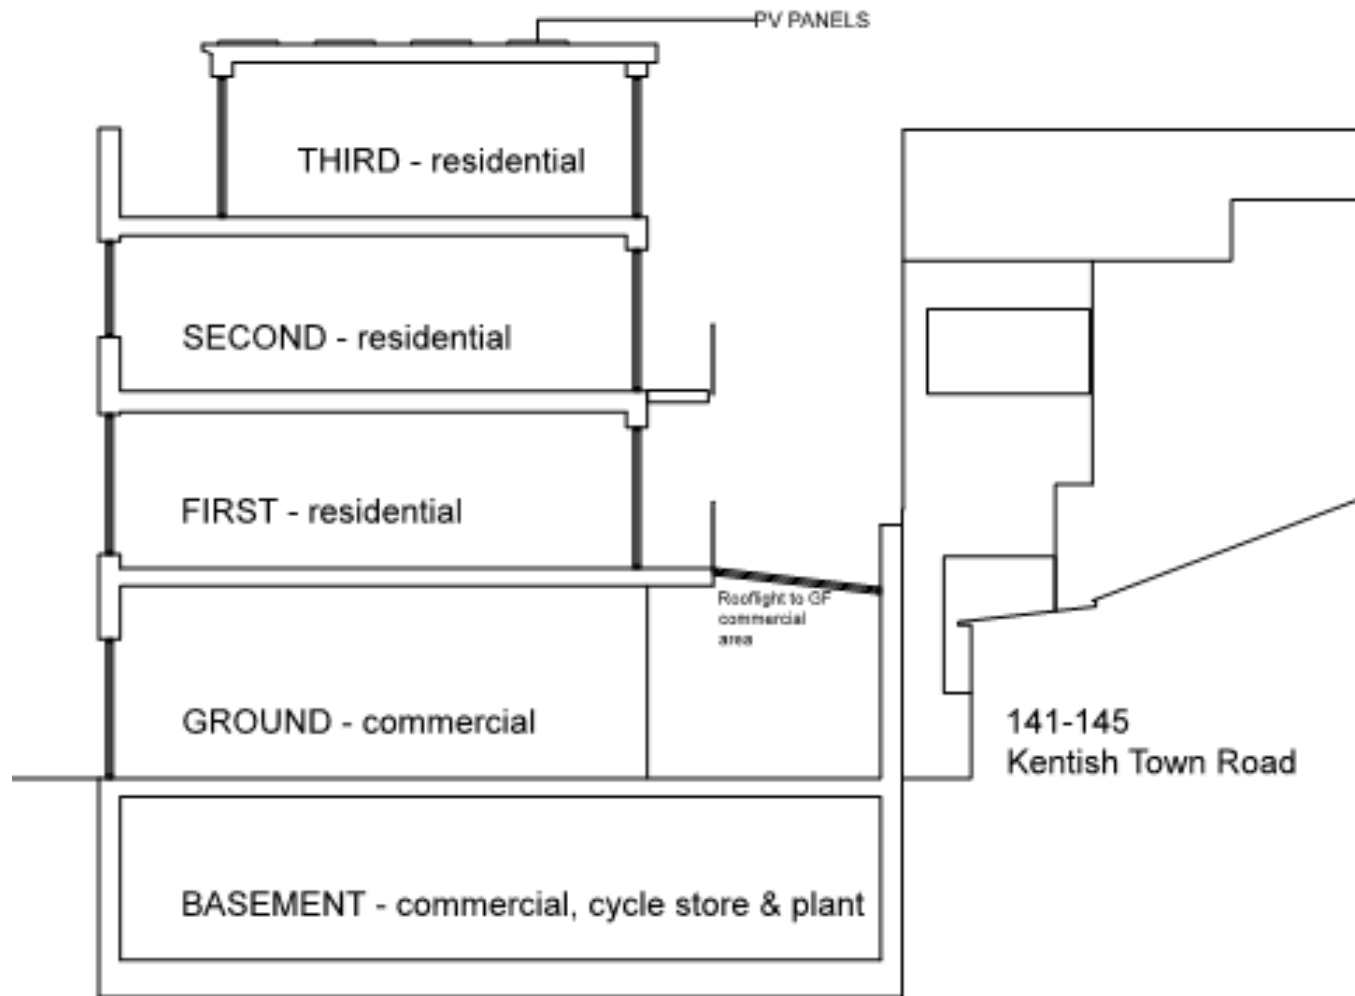 PV PANELS
THIRD - residential
SECOND - residential
FIRST - residential
Rooflight to GF
commercial
area
GROUND - commercial
141-145
Kentish Town Road
BASEMENT - commercial, cycle store & plant